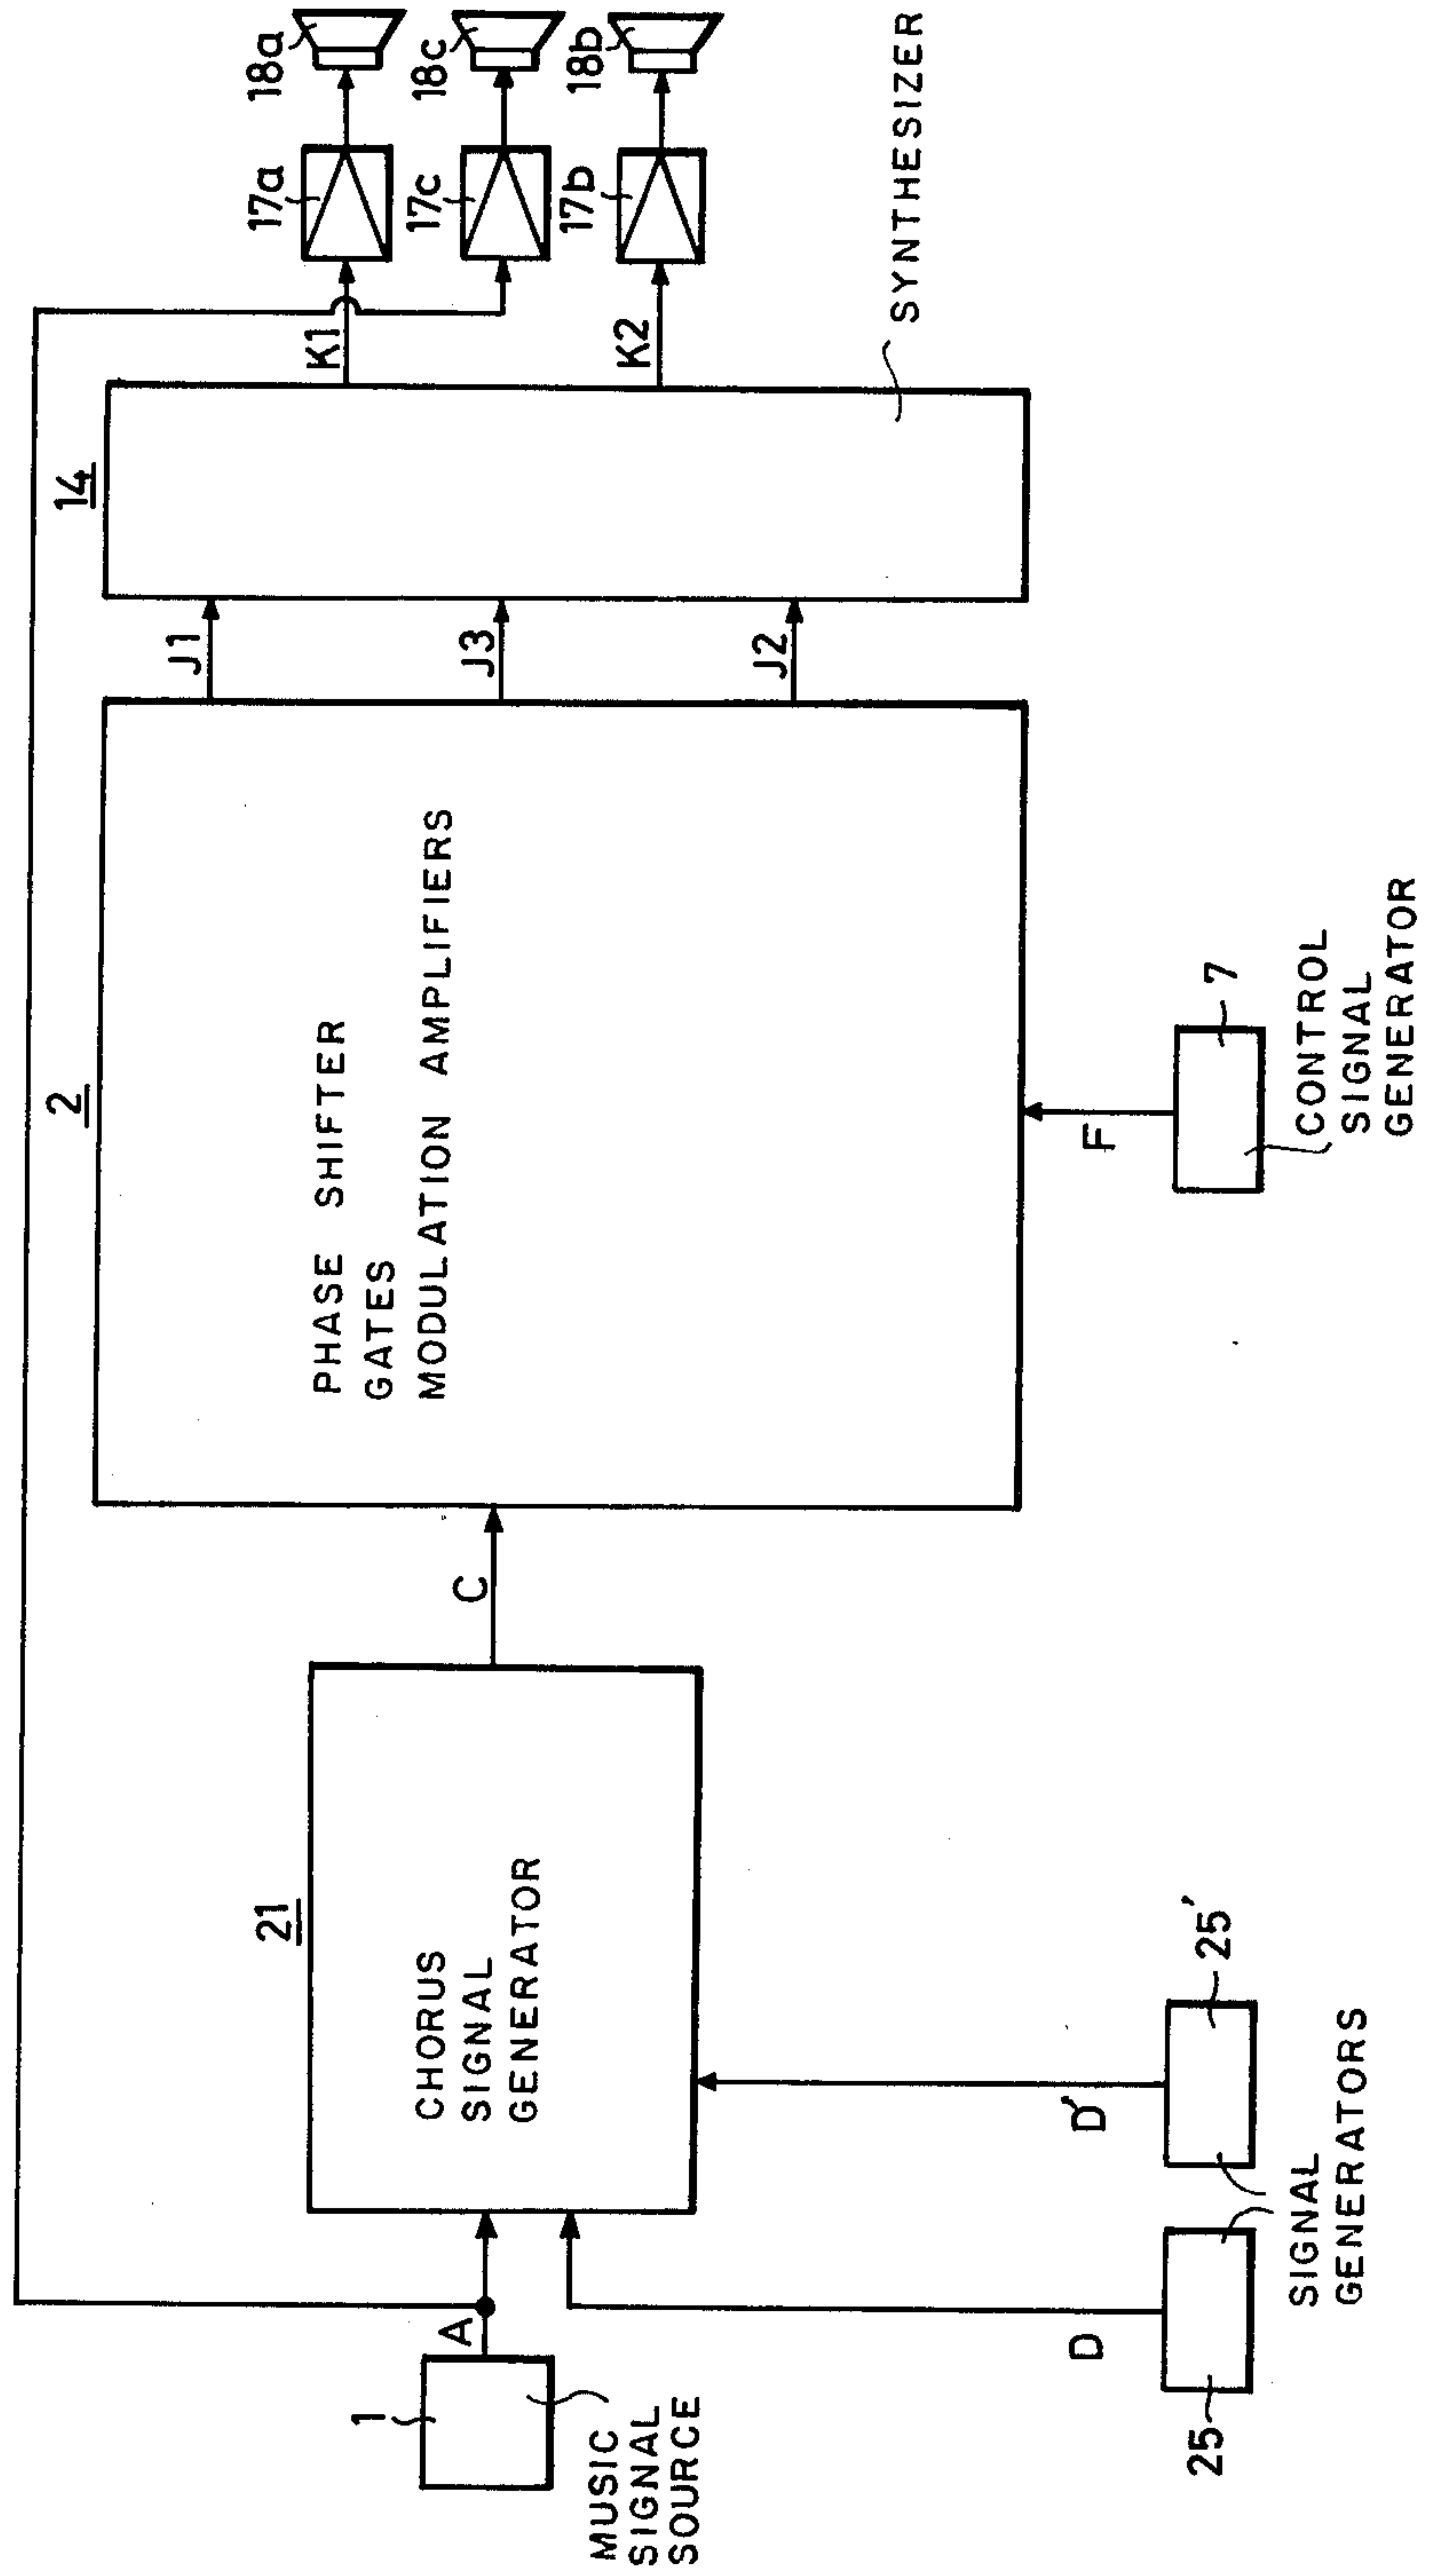 1
MUSIC
SIGNAL
SOURCE
A
21
CHORUS
SIGNAL
GENERATOR
D
D'
25
25'
SIGNAL
GENERATORS
C
2
PHASE SHIFTER
GATES
MODULATION AMPLIFIERS
F
7
CONTROL
SIGNAL
GENERATOR
J1
J3
J2
14
SYNTHESIZER
K1
K2
17a
17c
17b
18a
18c
18b